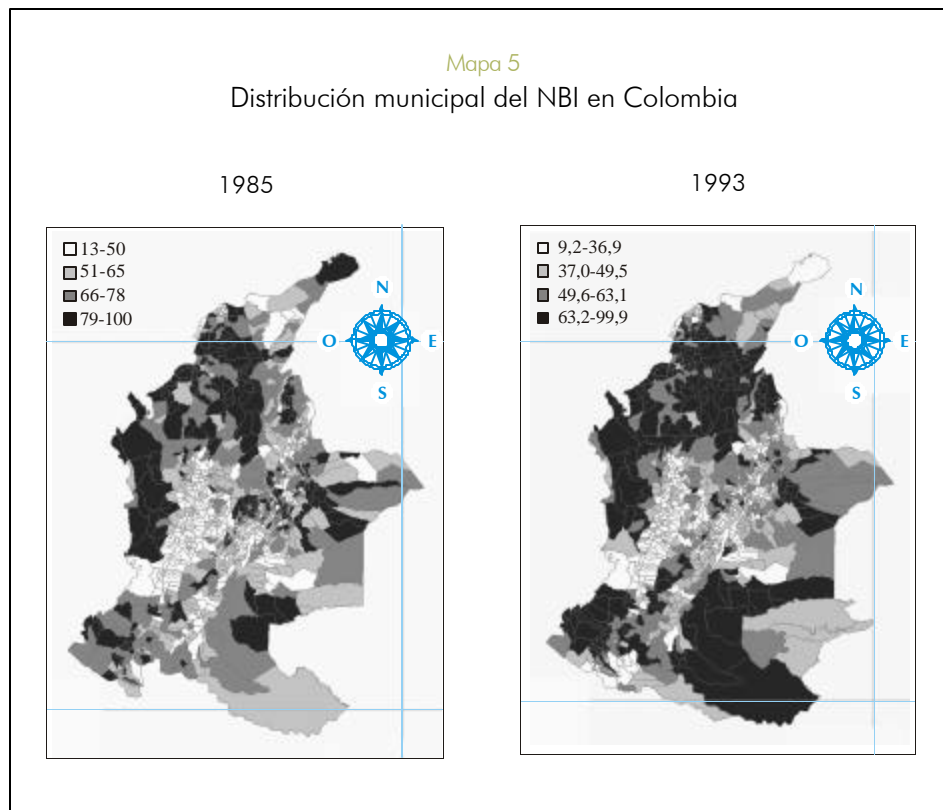 Mapa 5
Distribución municipal del NBI en Colombia
1985
13-50
51-65
66-78
79-100
N
O
E
S
1993
9,2-36,9
37,0-49,5
49,6-63,1
63,2-99,9
N
O
E
S